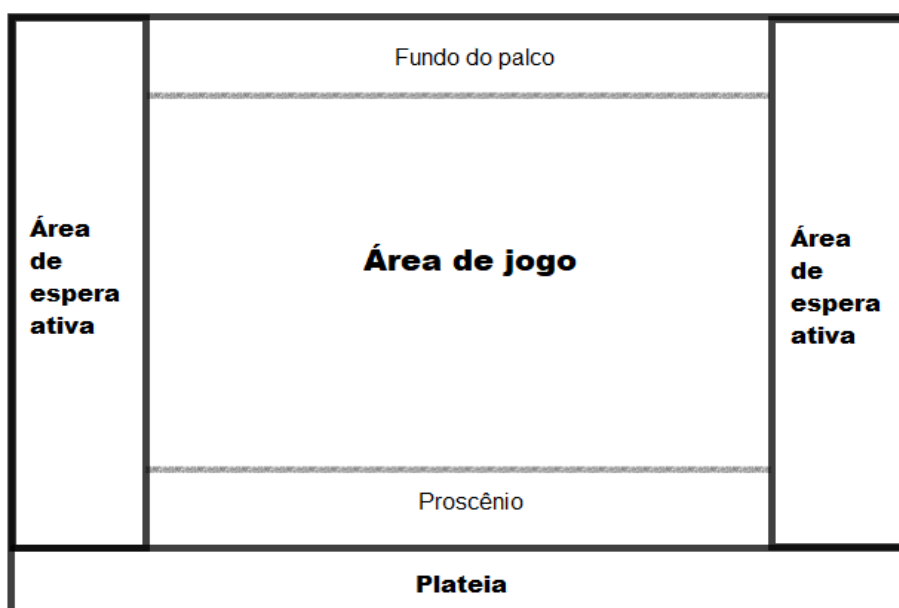 Fundo do palco
Área
de
espera
ativa
Área de jogo
Área
de
espera
ativa
Proscênio
Plateia